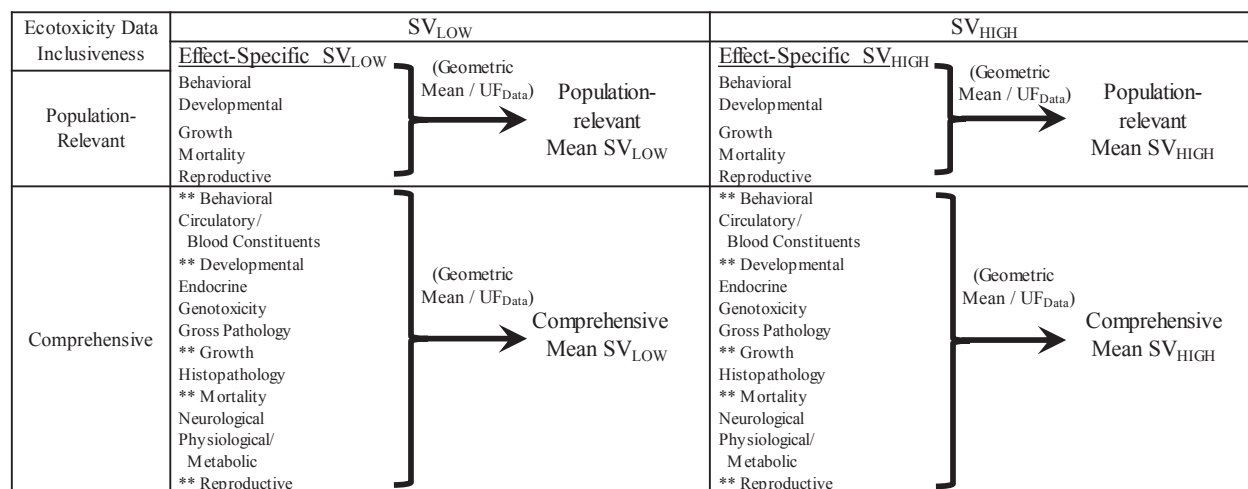 Ecotoxicity Data
Inclusiveness
SV_LOW
SV_HIGH
Population-
Relevant
Effect-Specific SV_LOW
Behavioral
Developmental
Growth
Mortality
Reproductive
(Geometric
Mean / UF_Data)
Population-
relevant
Mean SV_LOW
Effect-Specific SV_HIGH
Behavioral
Developmental
Growth
Mortality
Reproductive
(Geometric
Mean / UF_Data)
Population-
relevant
Mean SV_HIGH
Comprehensive
** Behavioral
Circulatory/
Blood Constituents
** Developmental
Endocrine
Genotoxicity
Gross Pathology
** Growth
Histopathology
** Mortality
Neurological
Physiological/
Metabolic
** Reproductive
(Geometric
Mean / UF_Data)
Comprehensive
Mean SV_LOW
** Behavioral
Circulatory/
Blood Constituents
** Developmental
Endocrine
Genotoxicity
Gross Pathology
** Growth
Histopathology
** Mortality
Neurological
Physiological/
Metabolic
** Reproductive
(Geometric
Mean / UF_Data)
Comprehensive
Mean SV_HIGH